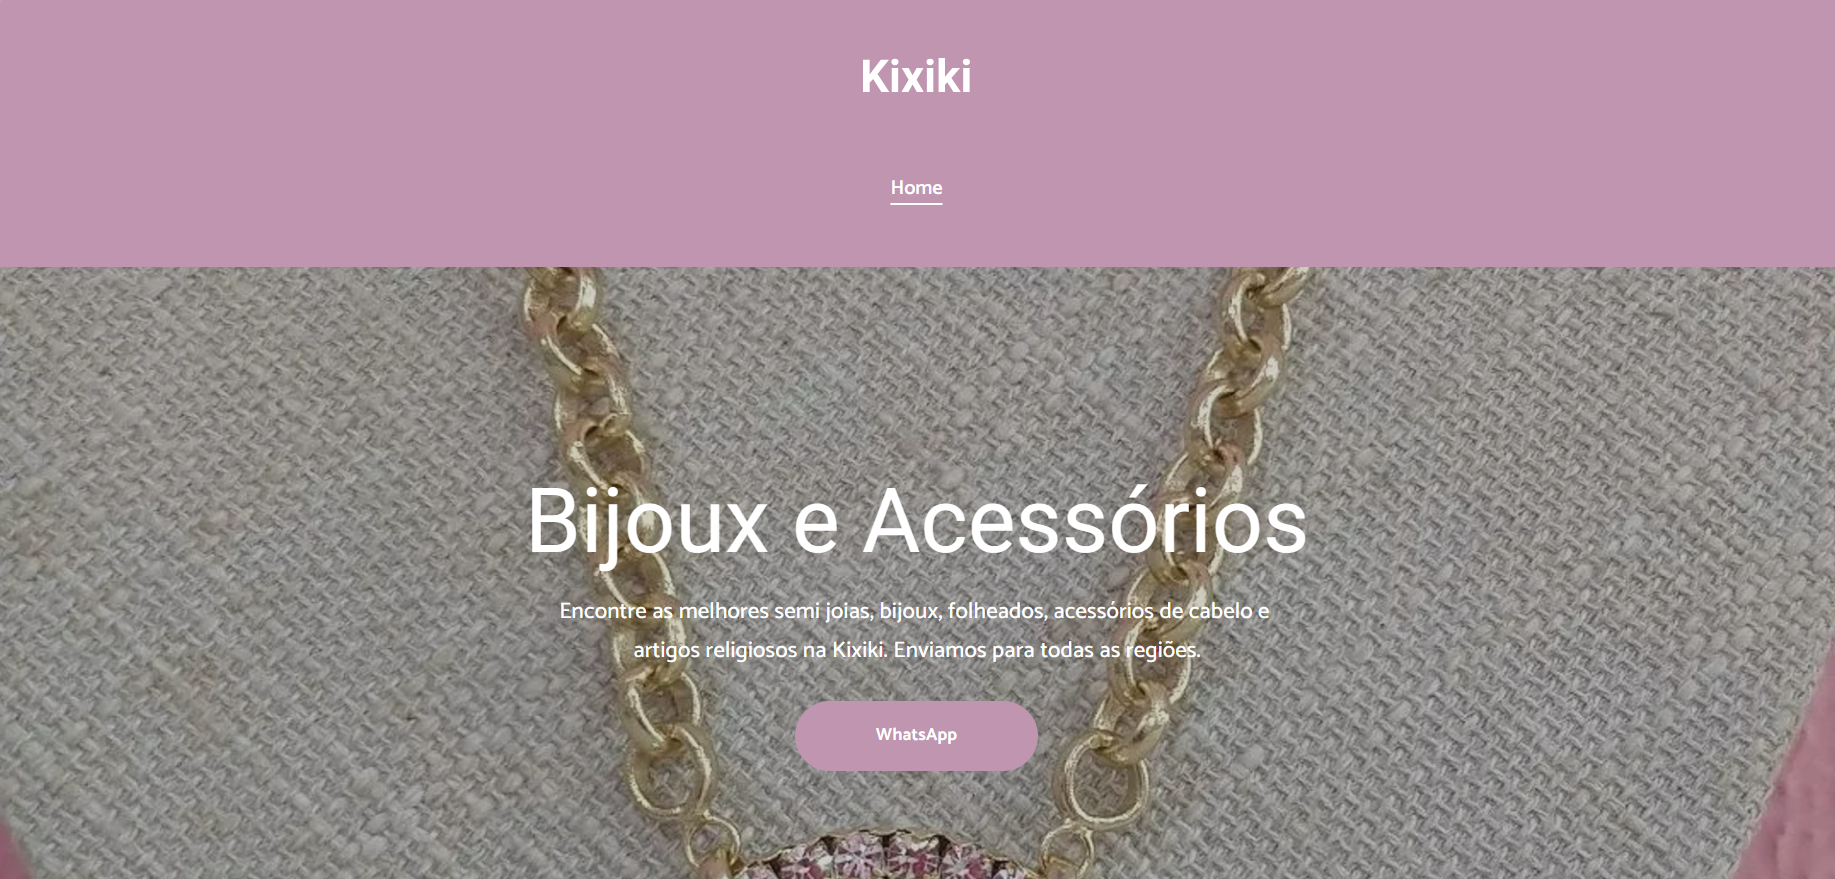 Kixiki
Home
Bijoux e Acessórios
Encontre as melhores semi joias, bijoux, folheados, acessórios de cabelo e
artigos religiosos na Kixiki. Enviamos para todas as regiões.
WhatsApp